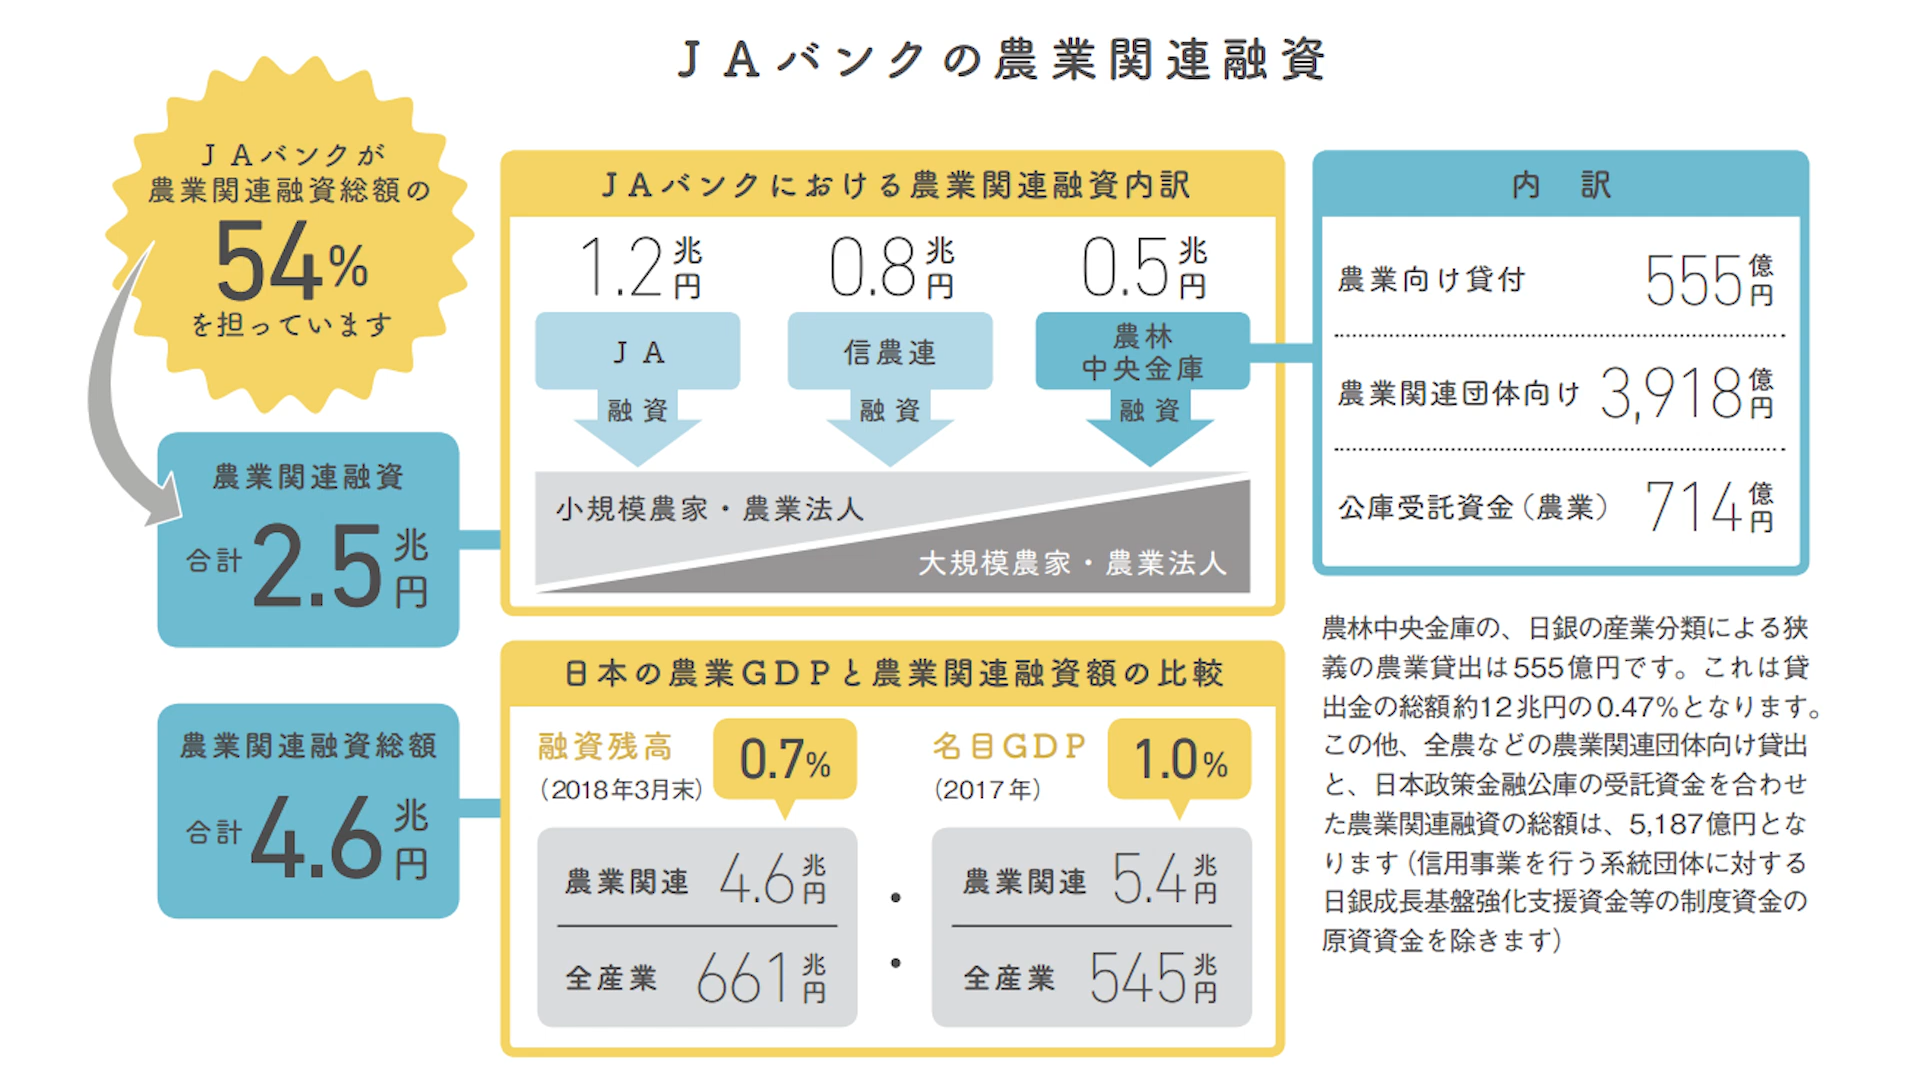 JAバンクの農業関連融資
JAバンクが
農業関連融資総額の
54%
を担っています
農業関連融資
合計2.5兆円
農業関連融資総額
合計4.6兆円
JAバンクにおける農業関連融資内訳
1.2兆円
JA
融資
0.8兆円
信農連
融資
0.5兆円
農林
中央金庫
融資
小規模農家・農業法人
大規模農家・農業法人
日本の農業GDPと農業関連融資額の比較
融資残高
(2018年3月末)
0.7%
農業関連 4.6兆円
全産業 661兆円
:
名目GDP
(2017年)
1.0%
農業関連 5.4兆円
全産業 545兆円
内 訳
農業向け貸付 555億円
農業関連団体向け 3,918億円
公庫受託資金(農業) 714億円
農林中央金庫の、日銀の産業分類による狭
義の農業貸出は555億円です。これは貸
出金の総額約12兆円の0.47%となります。
この他、全農などの農業関連団体向け貸出
と、日本政策金融公庫の受託資金を合わせ
た農業関連融資の総額は、5,187億円とな
ります(信用事業を行う系統団体に対する
日銀成長基盤強化支援資金等の制度資金の
原資資金を除きます)